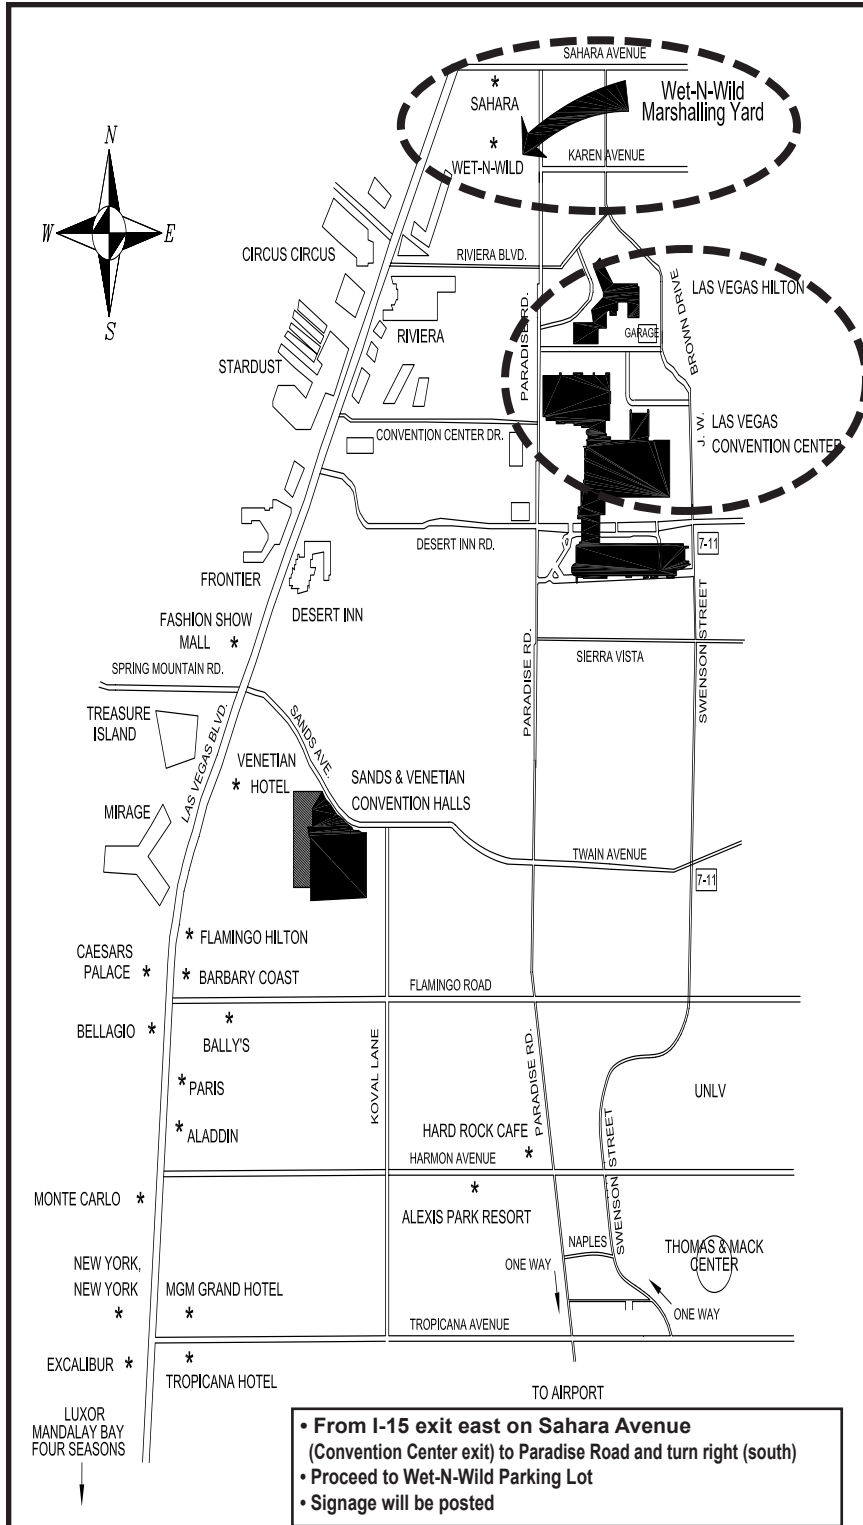 SAHARA AVENUE
SAHARA
Wet-N-Wild
Marshalling Yard
N
W
E
S
WET-N-WILD
KAREN AVENUE
CIRCUS CIRCUS
RIVIERA BLVD.
LAS VEGAS HILTON
BROWN DRIVE
GARAGE
RIVIERA
PARADISE RD.
STARDUST
J. W.
LAS VEGAS
CONVENTION CENTER
CONVENTION CENTER DR.
DESERT INN RD.
7-11
FRONTIER
DESERT INN
FASHION SHOW
MALL
SPRING MOUNTAIN RD.
PARADISE RD.
SIERRA VISTA
SWENSON STREET
TREASURE
ISLAND
LAS VEGAS BLVD.
SANDS AVE.
VENETIAN
HOTEL
SANDS & VENETIAN
CONVENTION HALLS
MIRAGE
TWAIN AVENUE
7-11
FLAMINGO HILTON
CAESARS
PALACE
BARBARY COAST
FLAMINGO ROAD
BELLAGIO
BALLY'S
KOVAL LANE
PARADISE RD.
PARIS
UNLV
ALADDIN
HARD ROCK CAFE
HARMON AVENUE
SWENSON STREET
MONTE CARLO
ALEXIS PARK RESORT
NAPLES
THOMAS & MACK
CENTER
NEW YORK,
NEW YORK
MGM GRAND HOTEL
ONE WAY
ONE WAY
TROPICANA AVENUE
EXCALIBUR
TROPICANA HOTEL
TO AIRPORT
LUXOR
MANDALAY BAY
FOUR SEASONS
• From I-15 exit east on Sahara Avenue
(Convention Center exit) to Paradise Road and turn right (south)
• Proceed to Wet-N-Wild Parking Lot
• Signage will be posted